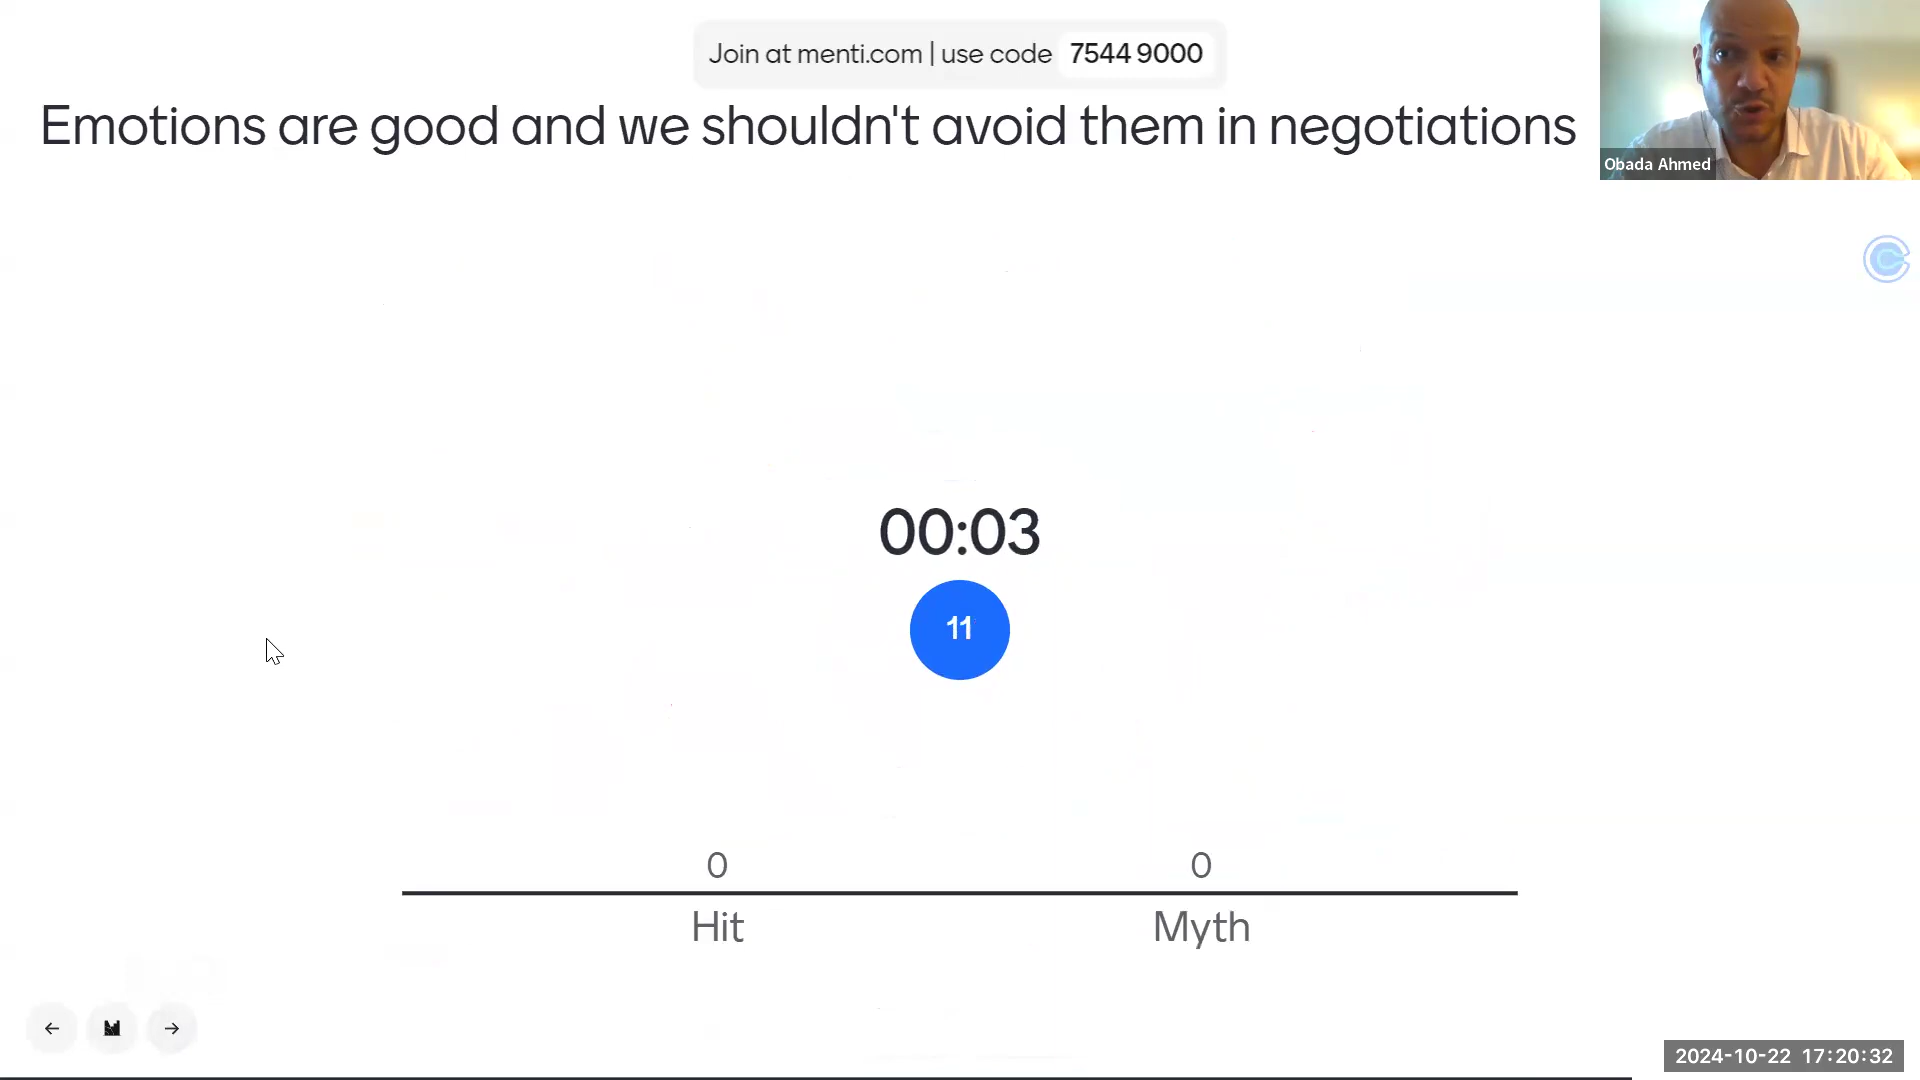 Join at menti.com | use code 7544 9000
Emotions are good and we shouldn't avoid them in negotiations
Obada Ahmed
00:03
11
0
0
Hit
Myth
2024-10-22 17:20:32